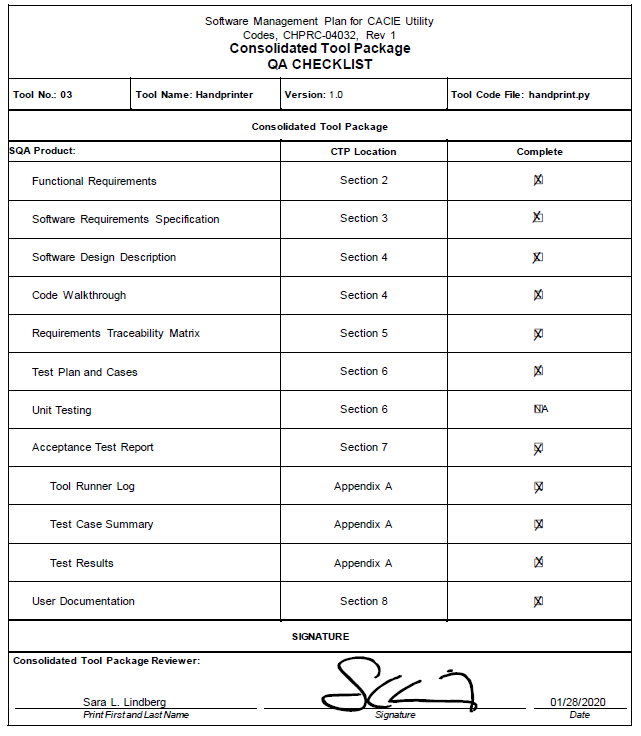 Software Management Plan for CACIE Utility
Codes, CHPRC-04032, Rev 1
Consolidated Tool Package
QA CHECKLIST
Tool No.: 03 Tool Name: Handprinter Version: 1.0 Tool Code File: handprint.py
Consolidated Tool Package
SQA Product: CTP Location Complete
Functional Requirements Section 2 X
Software Requirements Specification Section 3 X
Software Design Description Section 4 X
Code Walkthrough Section 4 X
Requirements Traceability Matrix Section 5 X
Test Plan and Cases Section 6 X
Unit Testing Section 6 NA
Acceptance Test Report Section 7 X
Tool Runner Log Appendix A X
Test Case Summary Appendix A X
Test Results Appendix A X
User Documentation Section 8 X
SIGNATURE
Consolidated Tool Package Reviewer:
Sara L. Lindberg 01/28/2020
Print First and Last Name Signature Date